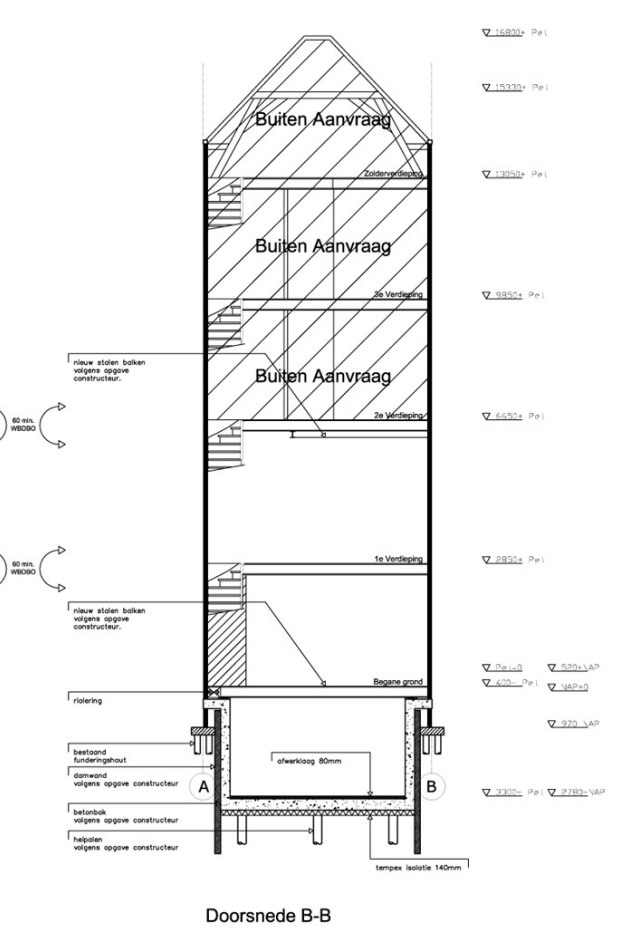 16800+ Pel
15330+ Pel
Buiten Aanvraag
Zolderverdieping
13050+ Pel
Buiten Aanvraag
3e Verdieping
9850+ Pel
nieuw stalen balken
volgens opgave
constructeur.
Buiten Aanvraag
2e Verdieping
6650+ Pel
60 min.
WBDBO
1e Verdieping
2850+ Pel
60 min.
WBDBO
nieuw stalen balken
volgens opgave
constructeur.
Pel=0
520+NAP
Begane grond
400- Pel
NAP=0
riolering
970 NAP
bestaand
funderingshout
afwerklaag 80mm
damwand
volgens opgave constructeur
A
B
3300- Pel
2780-NAP
betonbak
volgens opgave constructeur
heipalen
volgens opgave constructeur
tempex isolatie 140mm
Doorsnede B-B